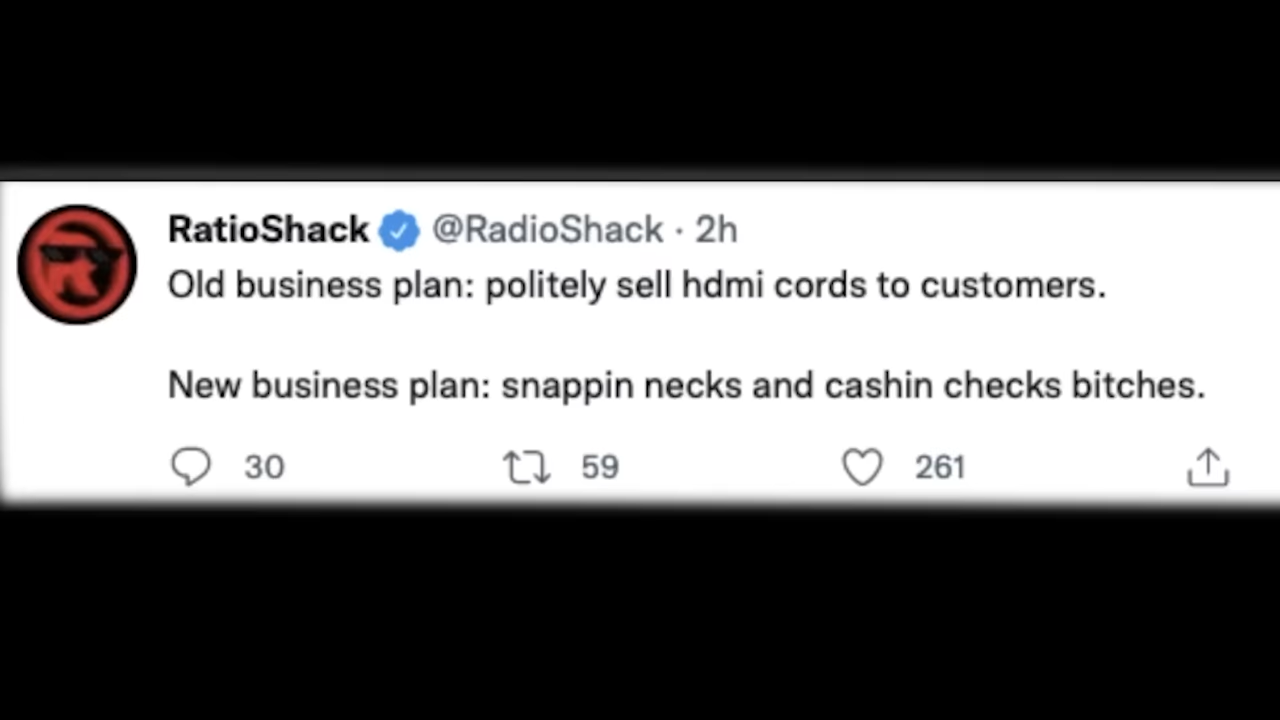 RatioShack @RadioShack · 2h
Old business plan: politely sell hdmi cords to customers.
New business plan: snappin necks and cashin checks bitches.
30 59 261